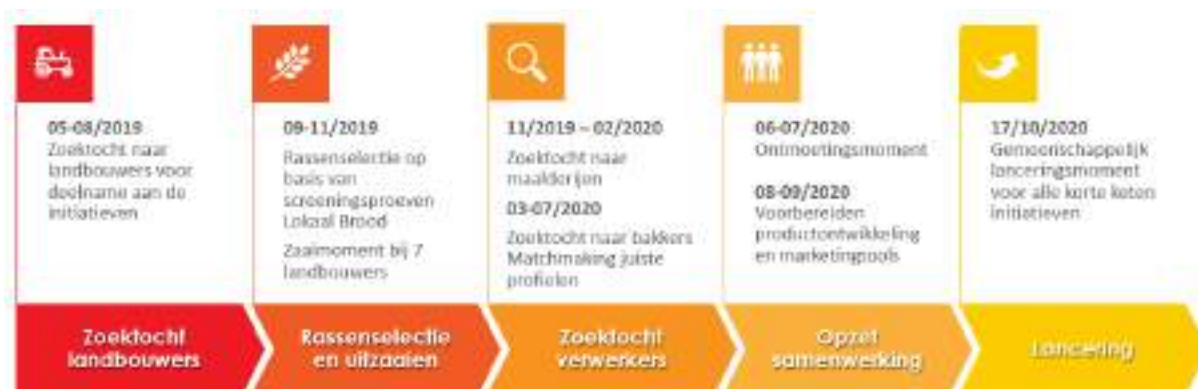 05-08/2019
Zoektocht naar
landbouwers voor
deelname aan de
initiatieven
09-11/2019
Rassenselectie op
basis van
screeningsproeven
Lokaal Brood
Zaaimoment bij 7
landbouwers
11/2019 – 02/2020
Zoektocht naar
maalderijen
03-07/2020
Zoektocht naar bakkers
Matchmaking juiste
profielen
06-07/2020
Ontmoetingsmoment
08-09/2020
Voorbereiden
productontwikkeling
en marketingtools
17/10/2020
Gemeenschappelijk
lanceringsmoment
voor alle korte keten
initiatieven
Zoektocht
landbouwers
Rassenselectie
en uitzaaien
Zoektocht
verwerkers
Opzet
samenwerking
Lancering